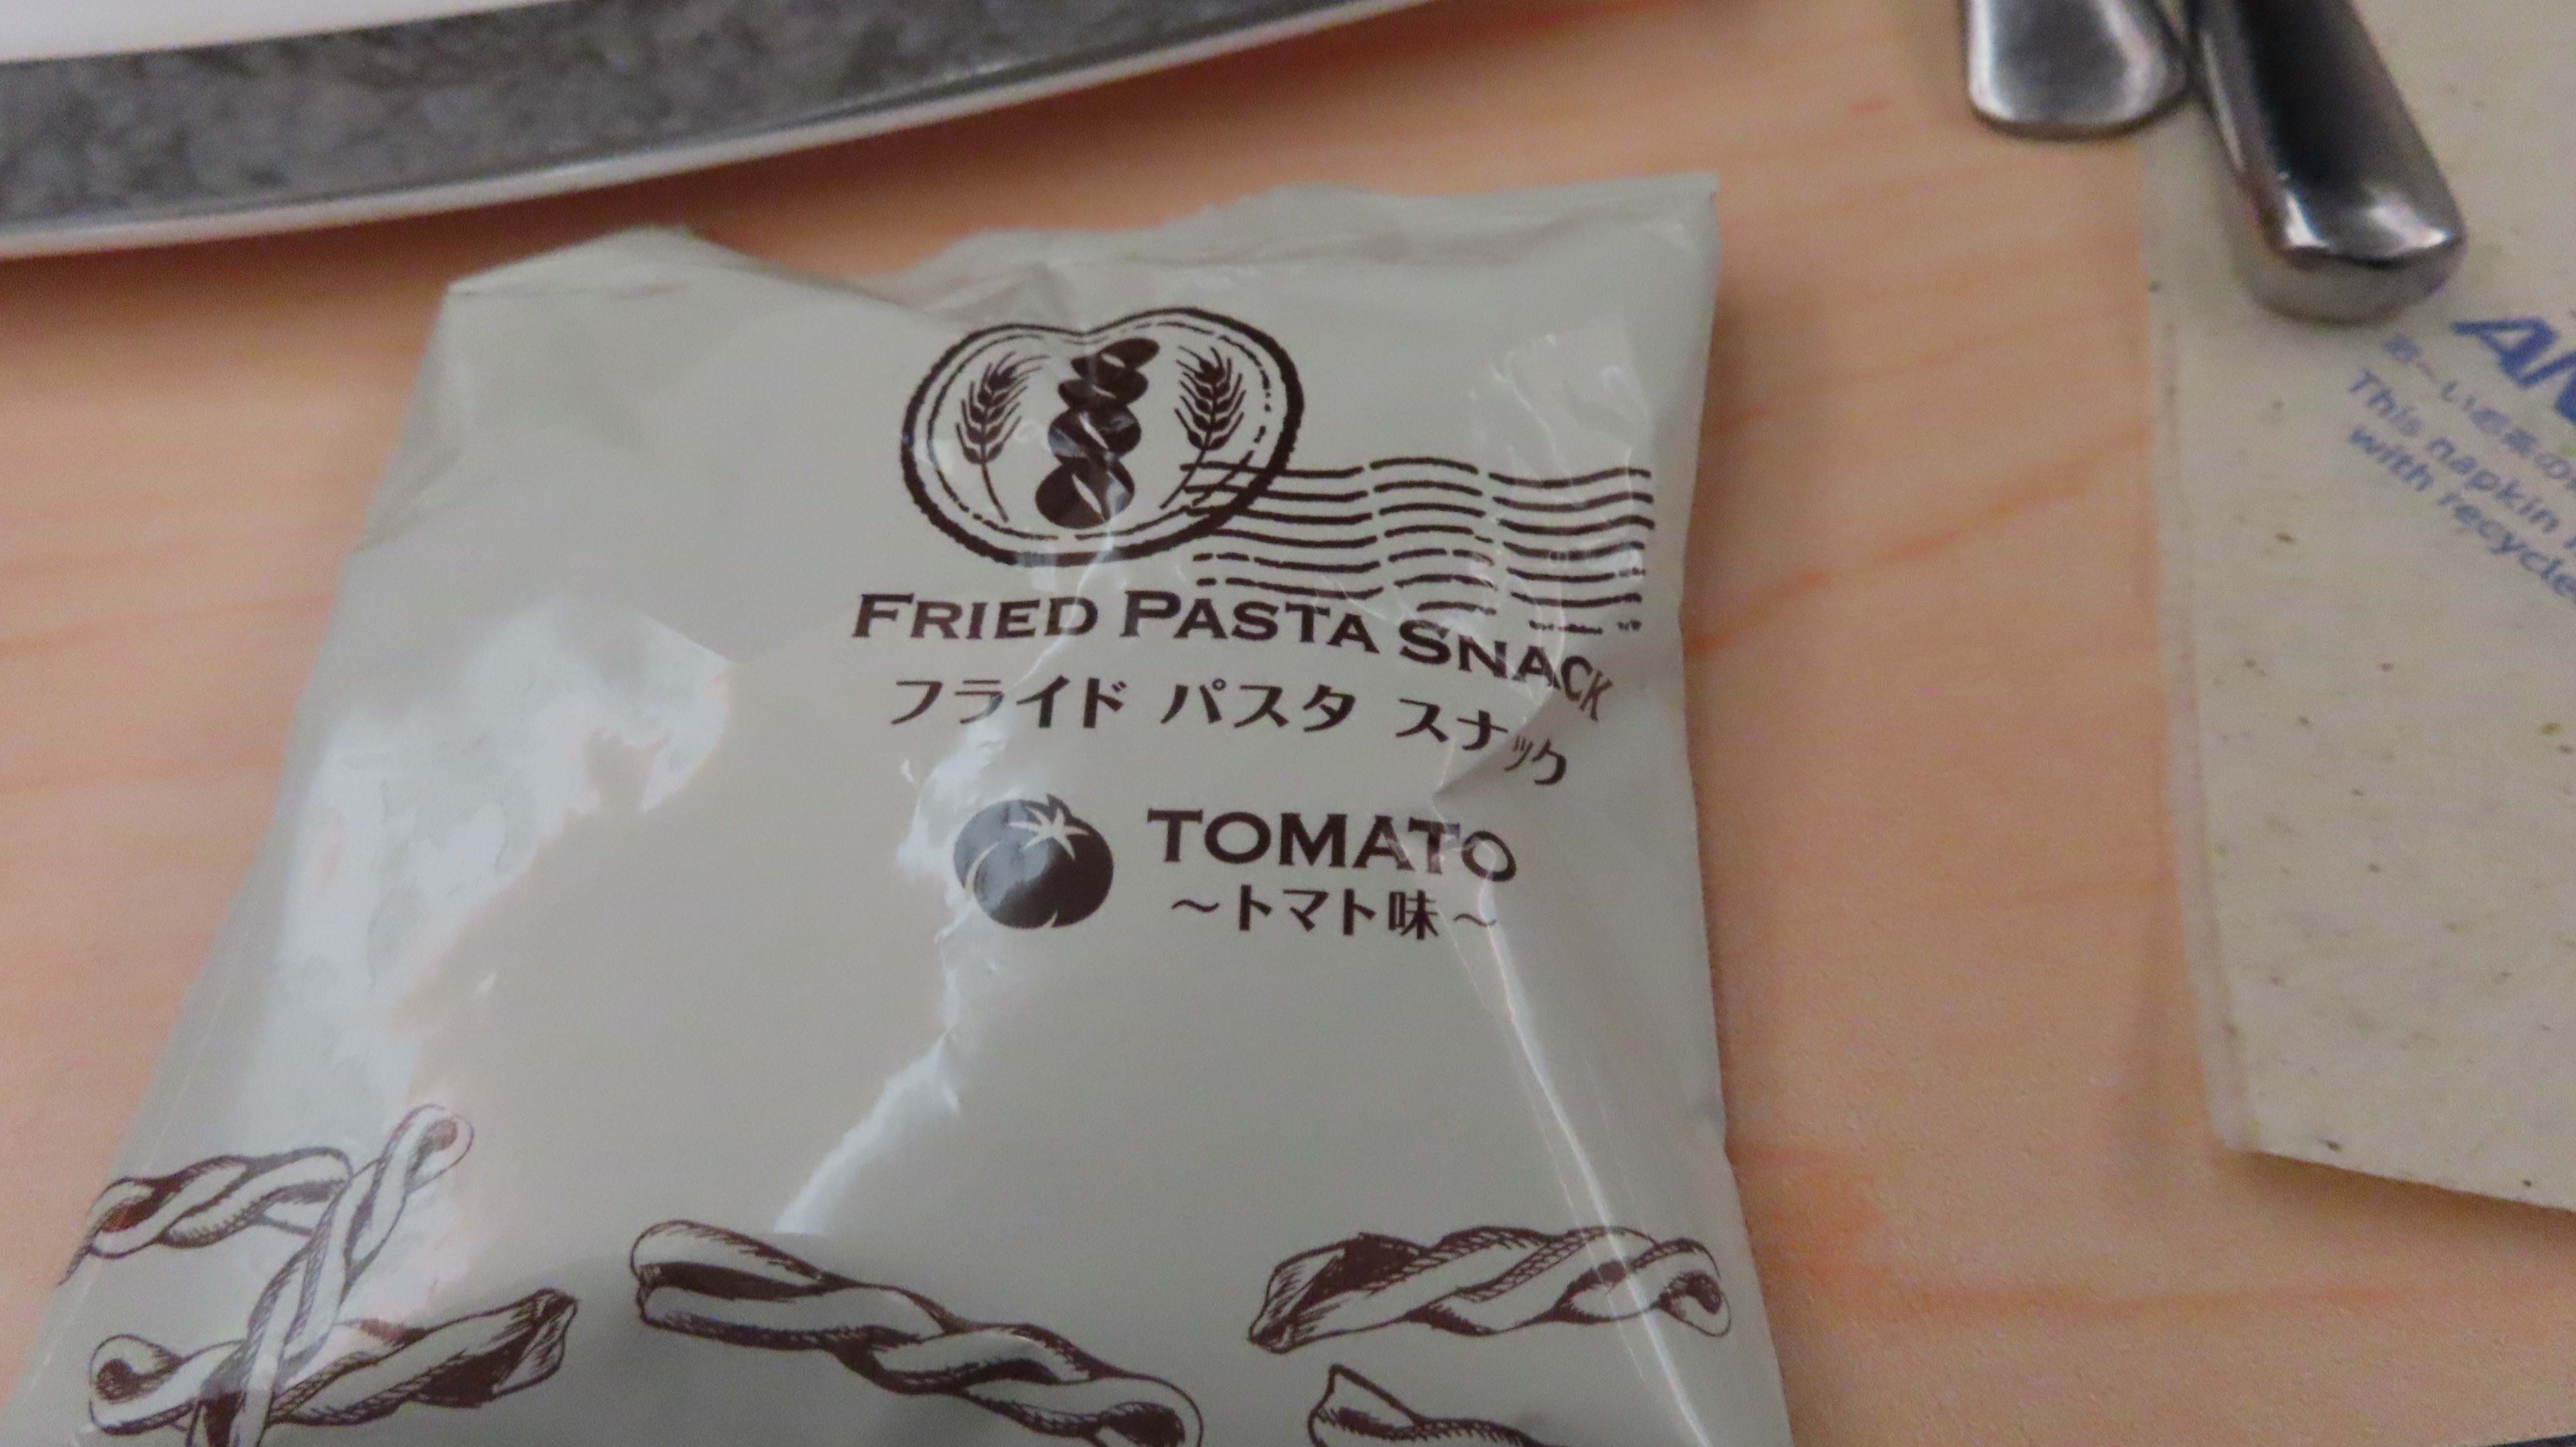 FRIED PASTA SNACK
フライド パスタ スナック
TOMATO
～トマト味～
This napkin
with recycle